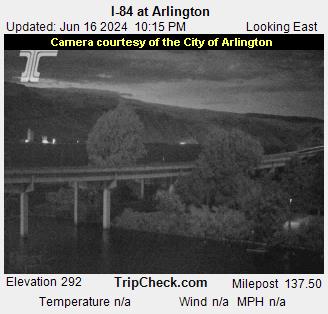 I-84 at Arlington
Updated: Jun 16 2024 10:15 PM Looking East
Camera courtesy of the City of Arlington
Elevation 292 TripCheck.com Milepost 137.50
Temperature n/a Wind n/a MPH n/a